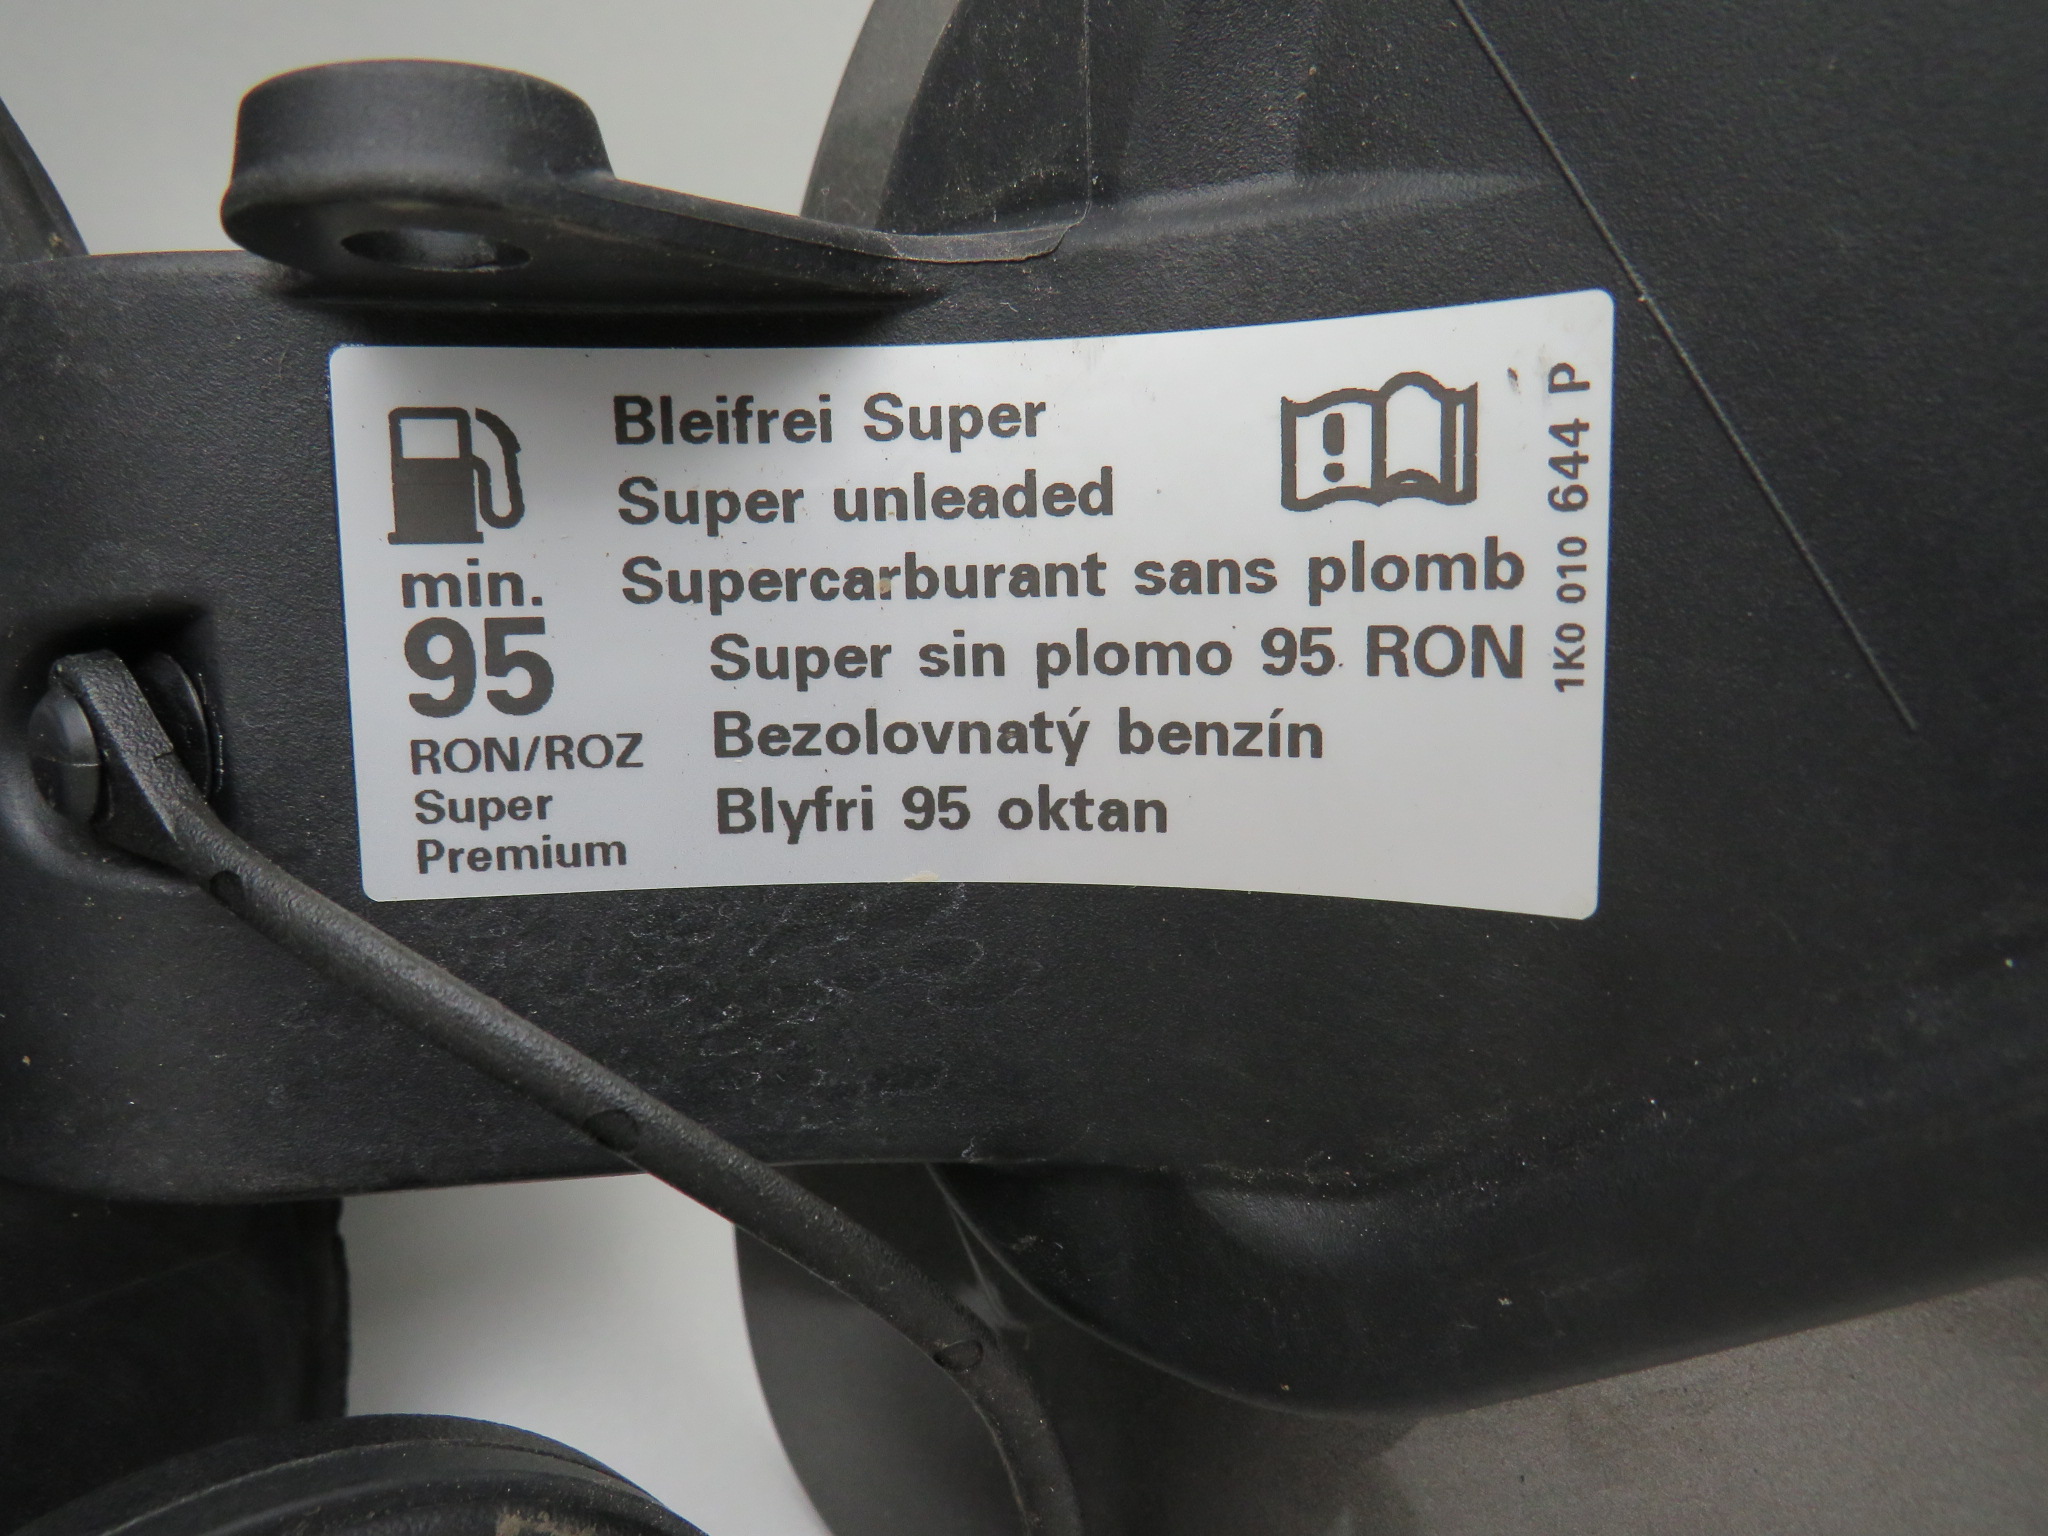 min.
95
RON/ROZ
Super
Premium
Bleifrei Super
Super unleaded
Supercarburant sans plomb
Super sin plomo 95 RON
Bezolovnatý benzín
Blyfri 95 oktan
1K0 010 644 P